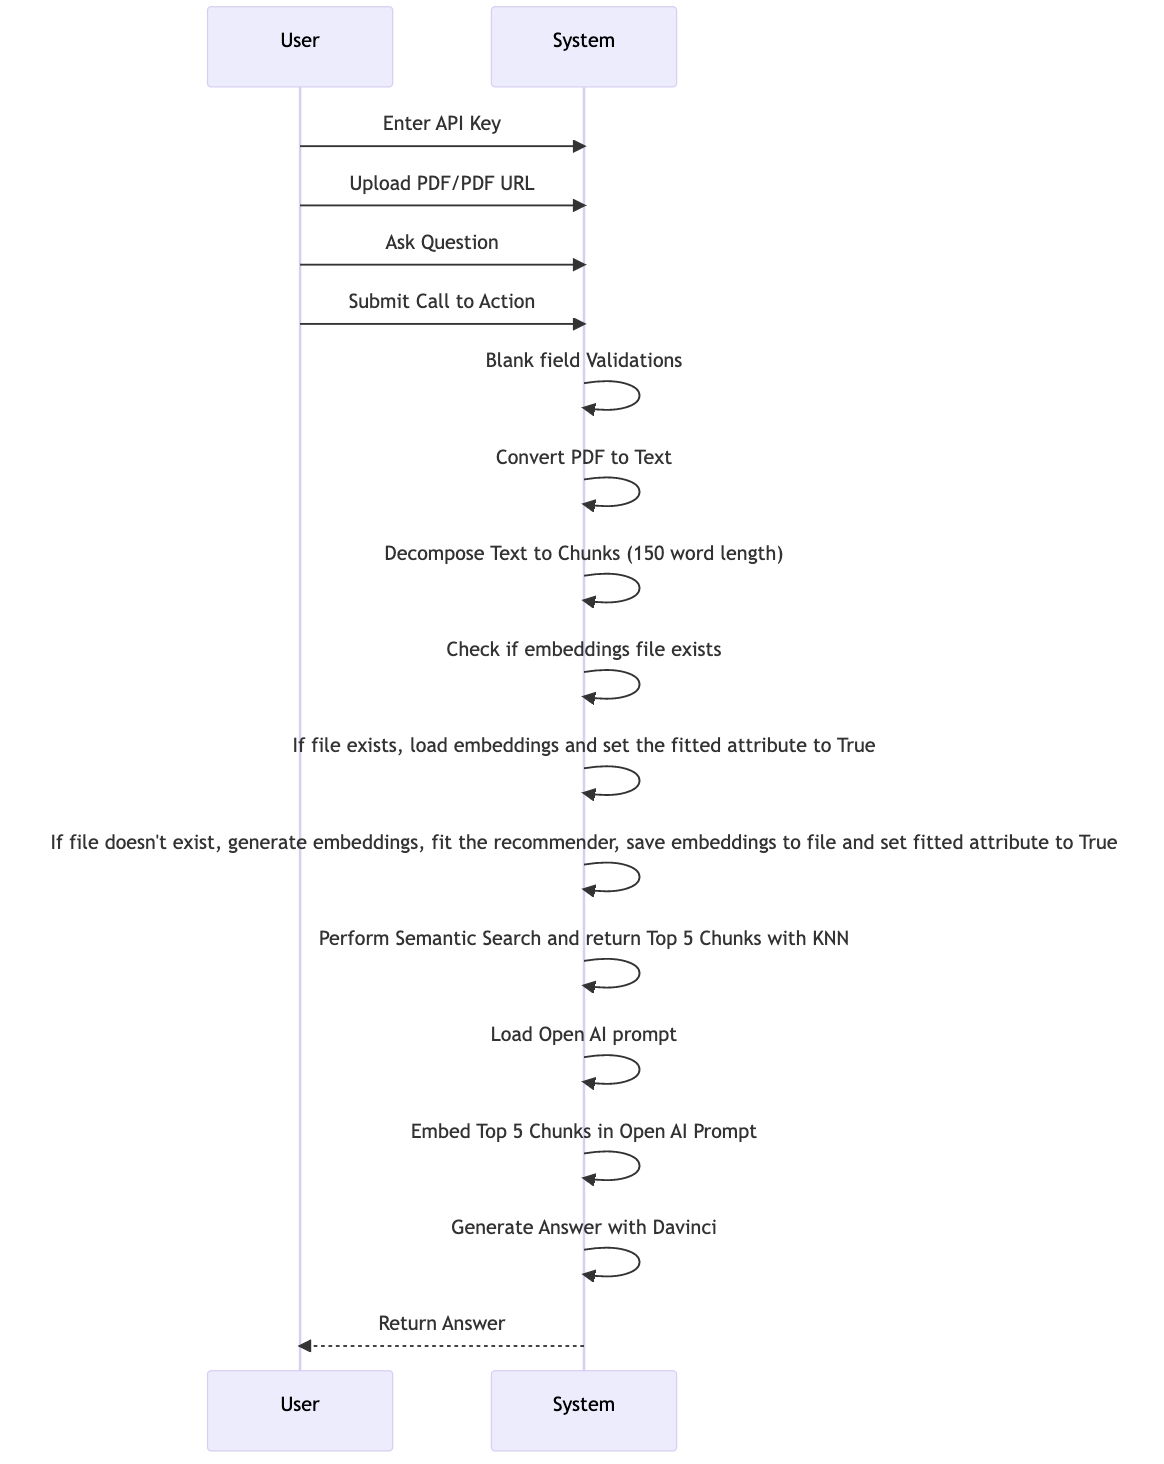 User
System
Enter API Key
Upload PDF/PDF URL
Ask Question
Submit Call to Action
Blank field Validations
Convert PDF to Text
Decompose Text to Chunks (150 word length)
Check if embeddings file exists
If file exists, load embeddings and set the fitted attribute to True
If file doesn't exist, generate embeddings, fit the recommender, save embeddings to file and set fitted attribute to True
Perform Semantic Search and return Top 5 Chunks with KNN
Load Open AI prompt
Embed Top 5 Chunks in Open AI Prompt
Generate Answer with Davinci
Return Answer
User
System